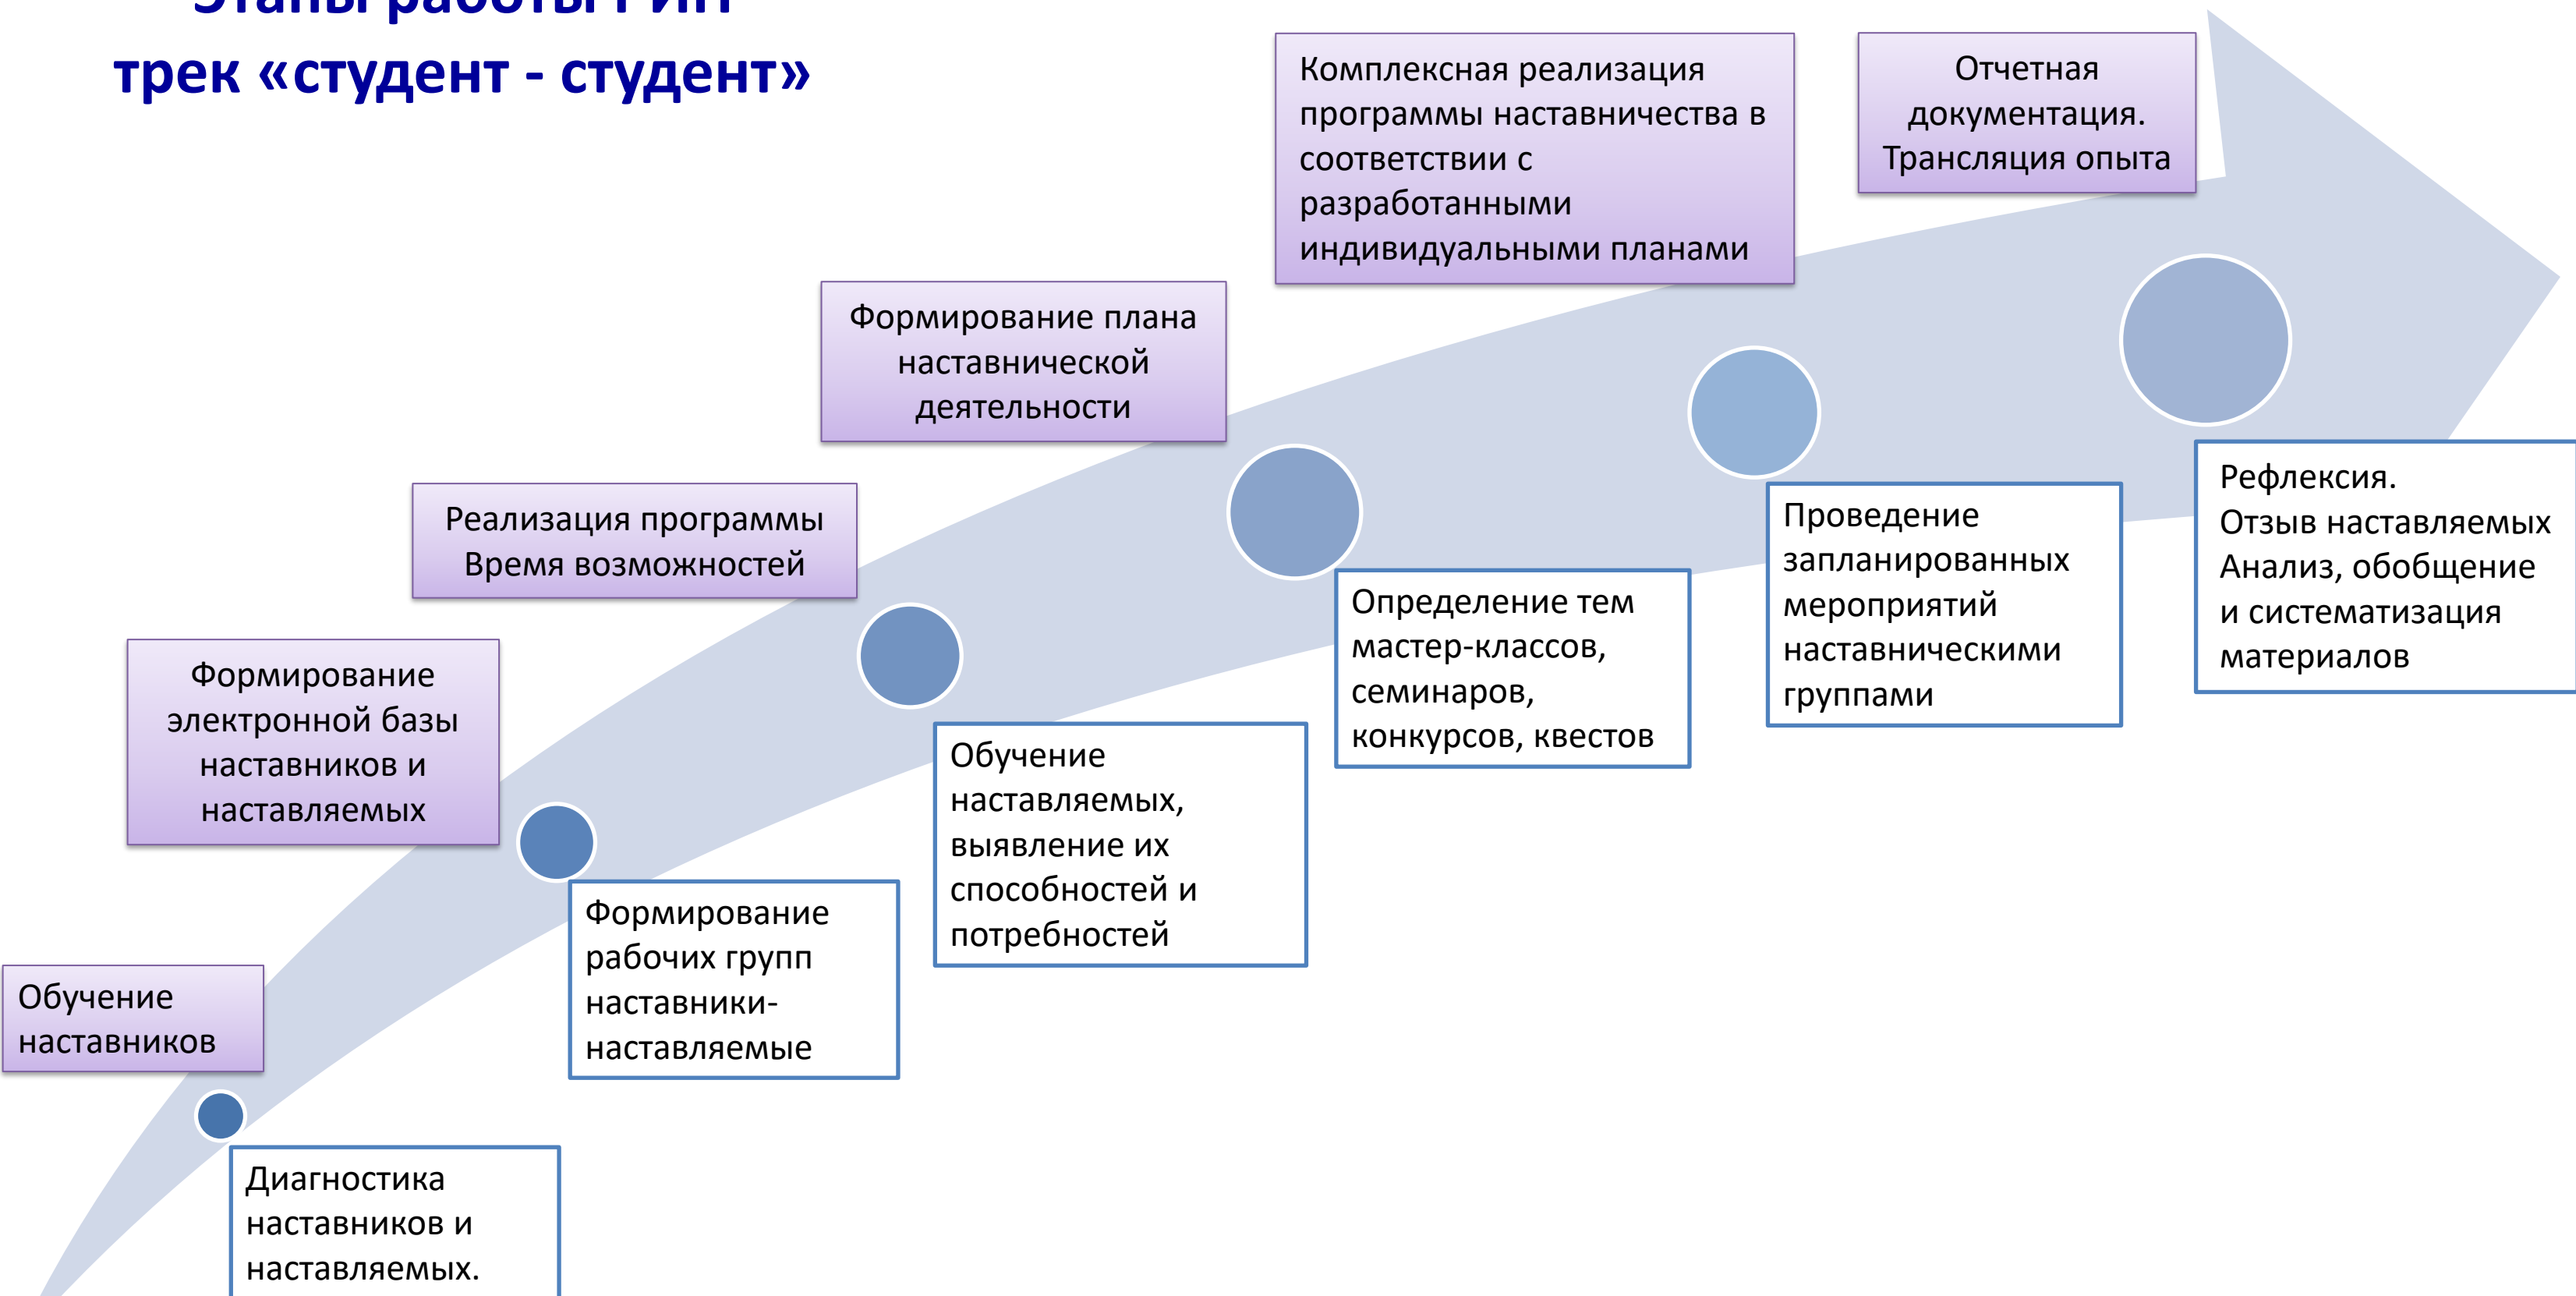 Этапы работы РИП
трек «студент - студент»
Комплексная реализация
программы наставничества в
соответствии с
разработанными
индивидуальными планами
Отчетная
документация.
Трансляция опыта
Формирование плана
наставнической
деятельности
Реализация программы
Время возможностей
Формирование
электронной базы
наставников и
наставляемых
Обучение
наставников
Диагностика
наставников и
наставляемых.
Формирование
рабочих групп
наставники-
наставляемые
Обучение
наставляемых,
выявление их
способностей и
потребностей
Определение тем
мастер-классов,
семинаров,
конкурсов, квестов
Проведение
запланированных
мероприятий
наставническими
группами
Рефлексия.
Отзыв наставляемых
Анализ, обобщение
и систематизация
материалов